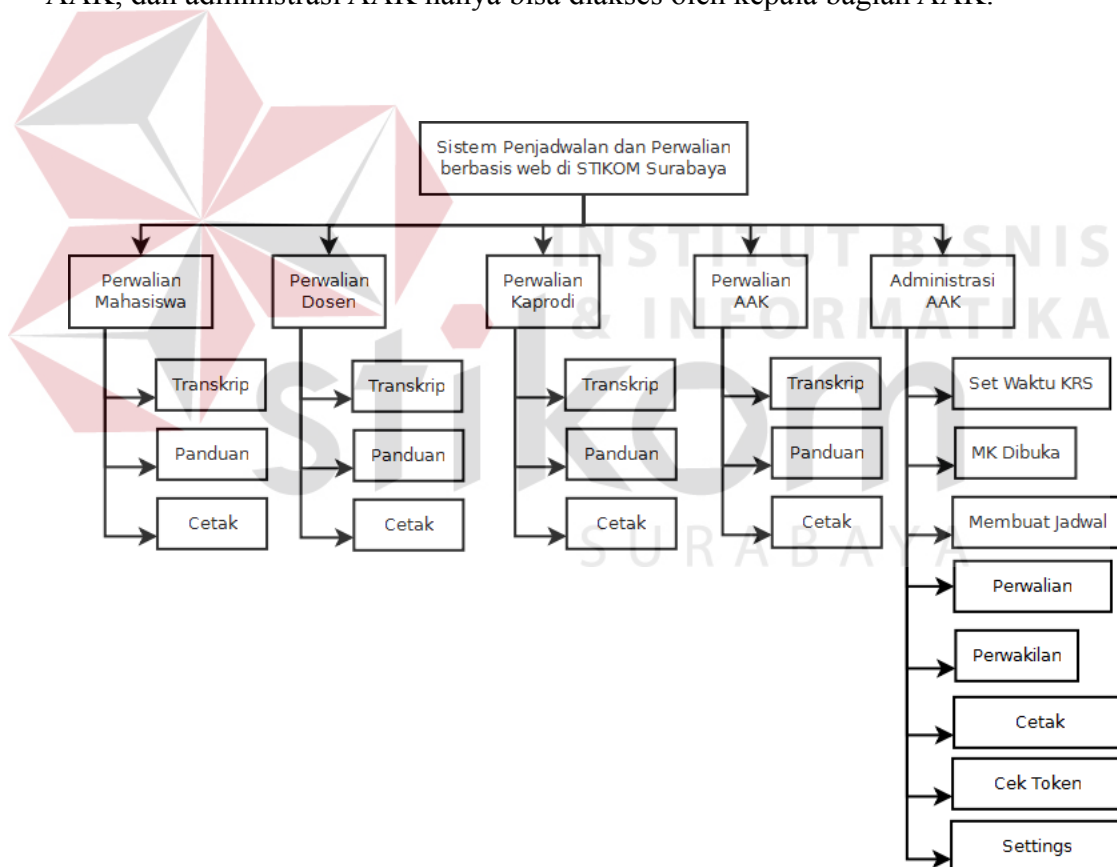 AAK, dan administrasi AAK hanya bisa diakses oleh kepala bagian AAK.
Sistem Penjadwalan dan Perwalian
berbasis web di STIKOM Surabaya
INSTITUT BISNIS
& INFORMATIKA
stikom
SURABAYA
Perwalian
Mahasiswa
Transkrip
Panduan
Cetak
Perwalian
Dosen
Transkrip
Panduan
Cetak
Perwalian
Kaprodi
Transkrip
Panduan
Cetak
Perwalian
AAK
Transkrip
Panduan
Cetak
Administrasi
AAK
Set Waktu KRS
MK Dibuka
Membuat Jadwal
Perwalian
Perwakilan
Cetak
Cek Token
Settings